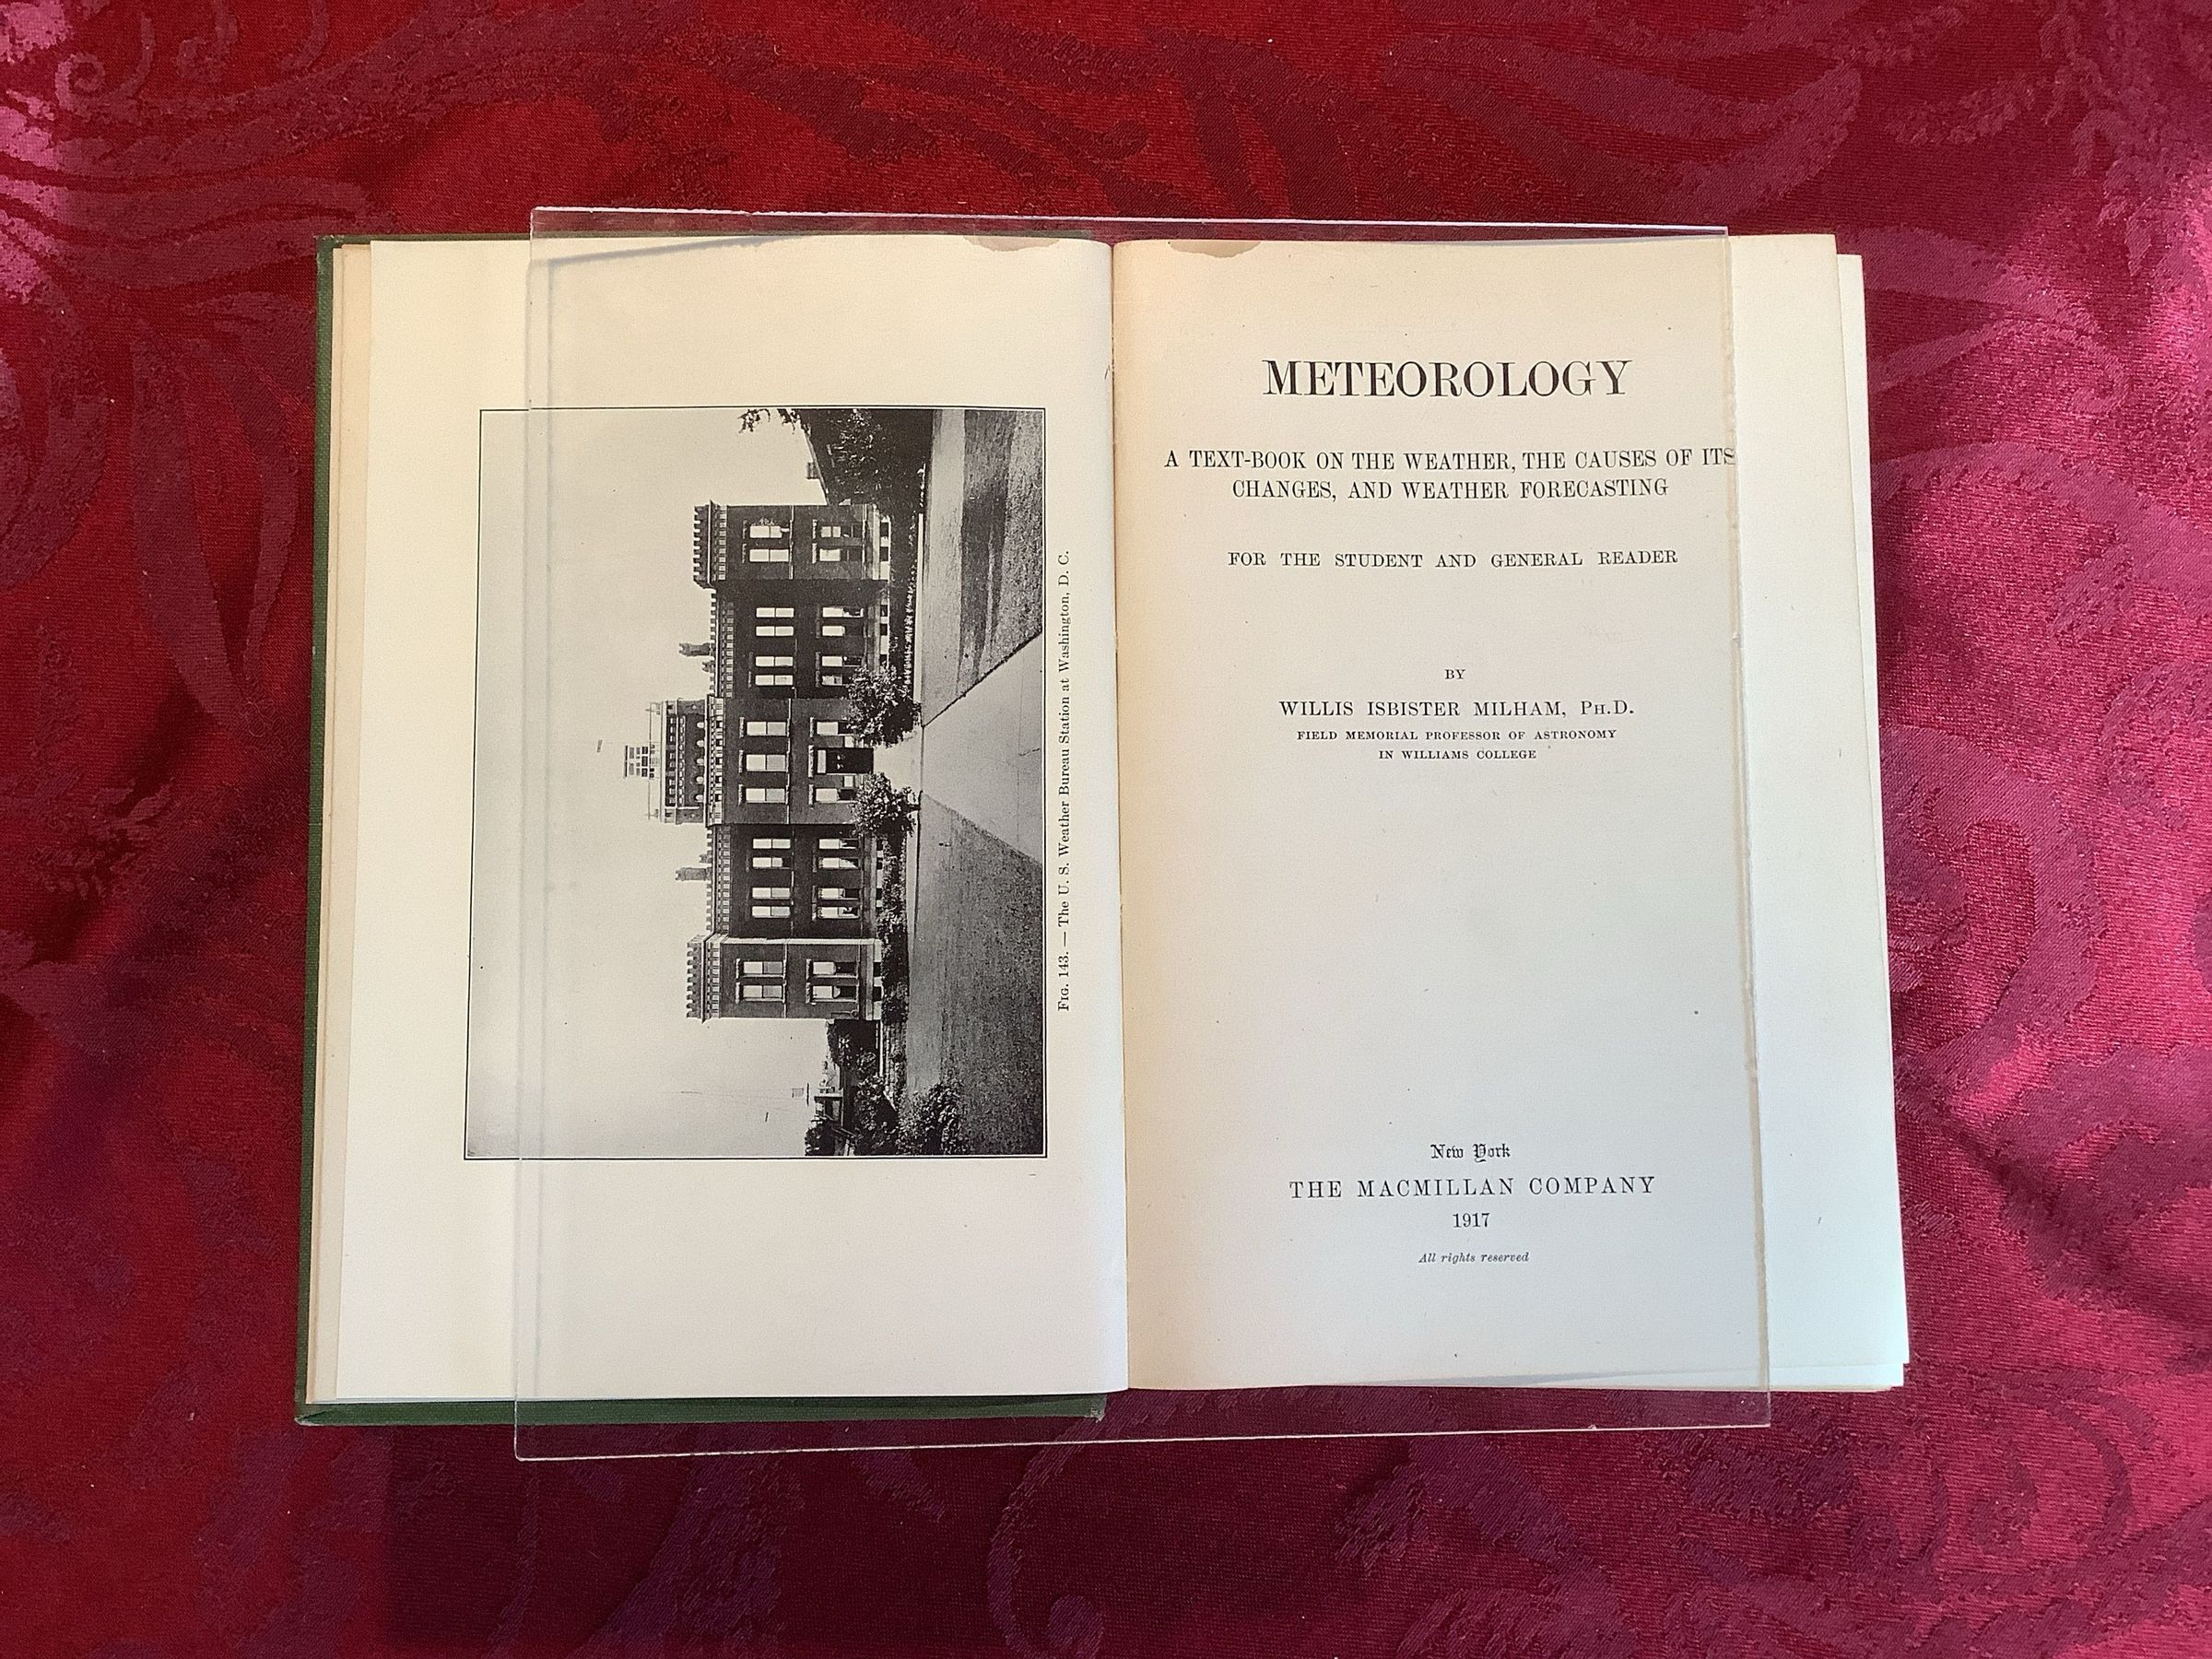 Fig. 143. — The U. S. Weather Bureau Station at Washington, D. C.
METEOROLOGY
A TEXT-BOOK ON THE WEATHER, THE CAUSES OF ITS
CHANGES, AND WEATHER FORECASTING
FOR THE STUDENT AND GENERAL READER
BY
WILLIS ISBISTER MILHAM, Ph.D.
FIELD MEMORIAL PROFESSOR OF ASTRONOMY
IN WILLIAMS COLLEGE
New York
THE MACMILLAN COMPANY
1917
All rights reserved